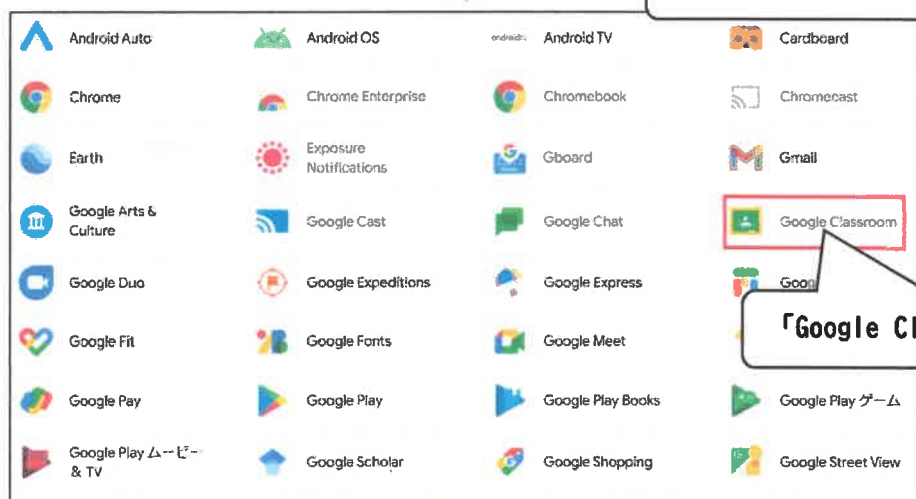 Android Auto
Android OS
Android TV
Cardboard
Chrome
Chrome Enterprise
Chromebook
Chromecast
Earth
Exposure
Notifications
Gboard
Gmail
Google Arts &
Culture
Google Cast
Google Chat
Google Classroom
Google Duo
Google Expeditions
Google Express
Goog
「Google Cl
Google Fit
Google Fonts
Google Meet
Google Pay
Google Play
Google Play Books
Google Play ゲーム
Google Play ムービー
& TV
Google Scholar
Google Shopping
Google Street View